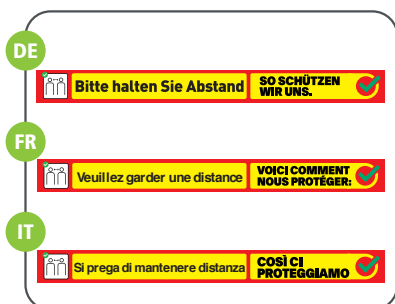 DE
Bitte halten Sie Abstand
SO SCHÜTZEN
WIR UNS.
FR
Veuillez garder une distance
VOICI COMMENT
NOUS PROTÉGER:
IT
Si prega di mantenere distanza
COSÌ CI
PROTEGGIAMO